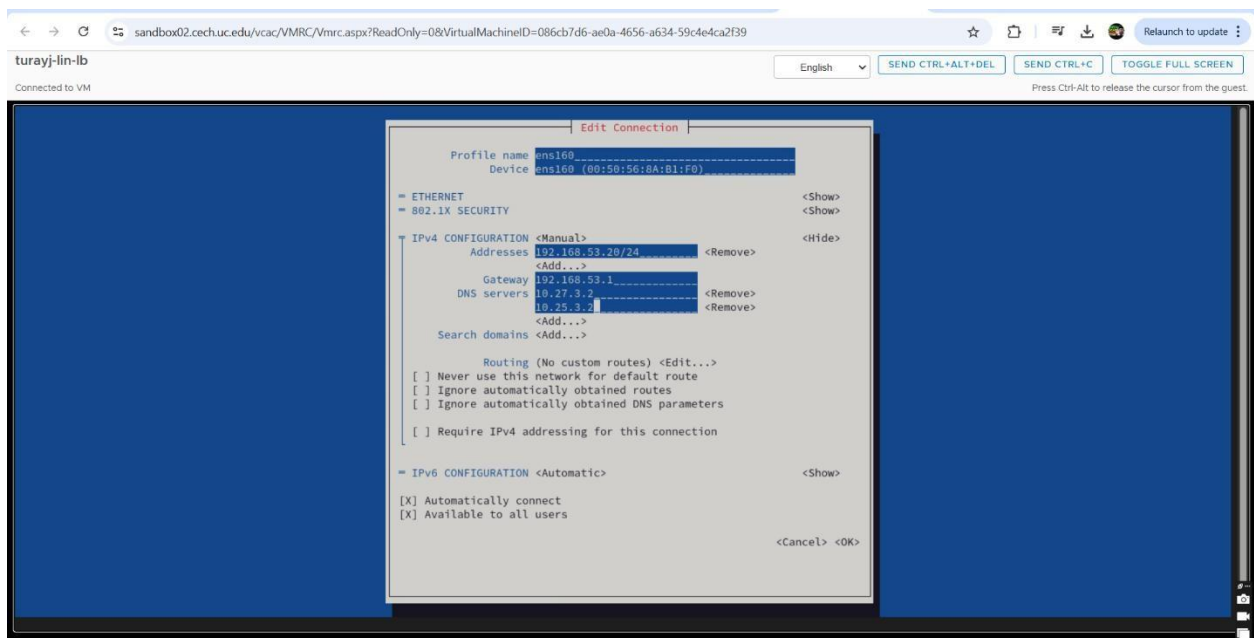 sandbox02.cech.uc.edu/vcac/VMRC/Vmrc.aspx?ReadOnly=0&VirtualMachineID=086cb7d6-ae0a-4656-a634-59c4e4ca2f39 Relaunch to update
turayj-lin-lb English SEND CTRL+ALT+DEL SEND CTRL+C TOGGLE FULL SCREEN
Connected to VM Press Ctrl-Alt to release the cursor from the guest.
Edit Connection
Profile name ens160
Device ens160 (00:50:56:8A:B1:F0)
= ETHERNET <Show>
= 802.1X SECURITY <Show>
IPv4 CONFIGURATION <Manual> <Hide>
Addresses 192.168.53.20/24 <Remove>
<Add...>
Gateway 192.168.53.1
DNS servers 10.27.3.2 <Remove>
10.25.3.2 <Remove>
<Add...>
Search domains <Add...>
Routing (No custom routes) <Edit...>
[ ] Never use this network for default route
[ ] Ignore automatically obtained routes
[ ] Ignore automatically obtained DNS parameters
[ ] Require IPv4 addressing for this connection
= IPv6 CONFIGURATION <Automatic> <Show>
[X] Automatically connect
[X] Available to all users
<Cancel> <OK>